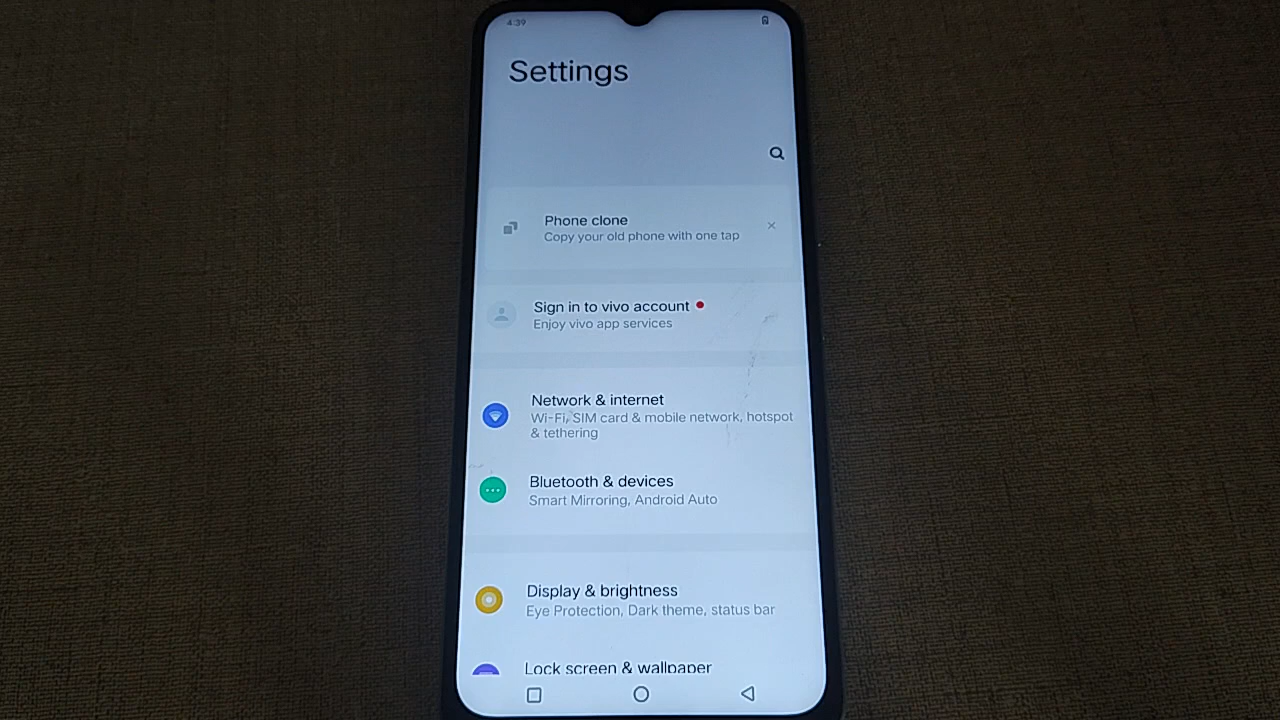 4:39
Settings
Phone clone
Copy your old phone with one tap
Sign in to vivo account
Enjoy vivo app services
Network & internet
Wi-Fi, SIM card & mobile network, hotspot
& tethering
Bluetooth & devices
Smart Mirroring, Android Auto
Display & brightness
Eye Protection, Dark theme, status bar
Lock screen & wallpaper